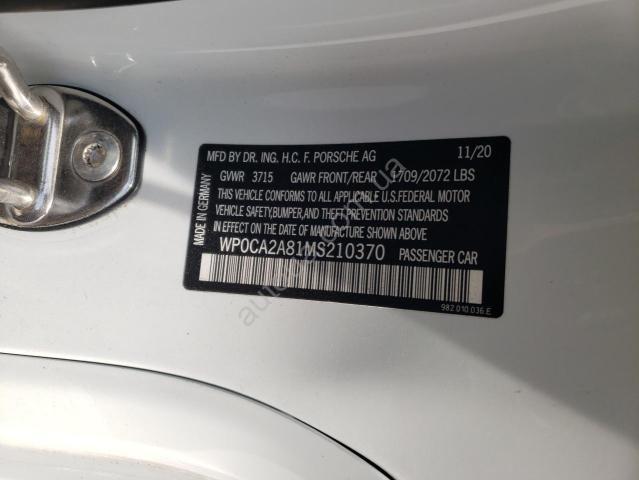 MFD BY DR. ING. H.C. F. PORSCHE AG 11/20
GVWR 3715 GAWR FRONT/REAR 1709/2072 LBS
THIS VEHICLE CONFORMS TO ALL APPLICABLE U.S.FEDERAL MOTOR
VEHICLE SAFETY,BUMPER,AND THEFT PREVENTION STANDARDS
IN EFFECT ON THE DATE OF MANUFACTURE
WP0CA2A81MS210370 PASSENGER CAR
982.010.036.E
MADE IN GERMANY